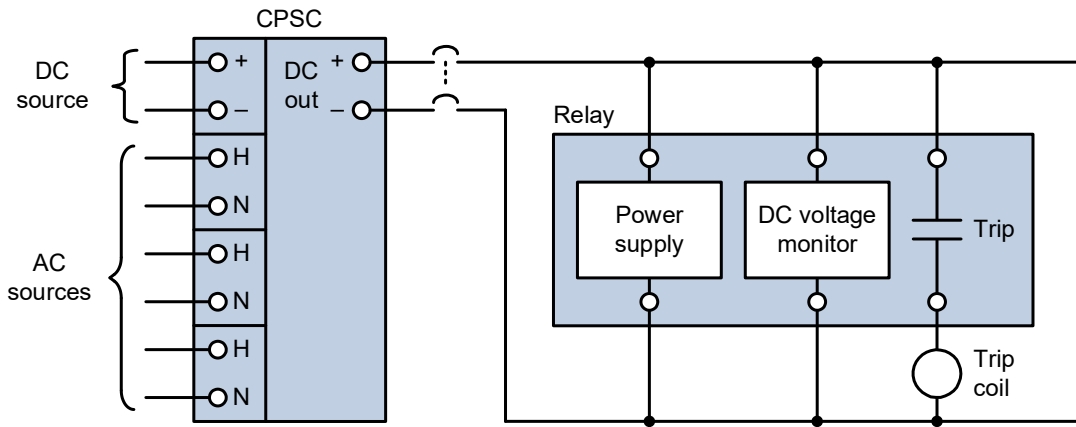 CPSC
DC
source
+
–
DC
out
+
–
AC
sources
H
N
H
N
H
N
Relay
Power
supply
DC voltage
monitor
Trip
Trip
coil